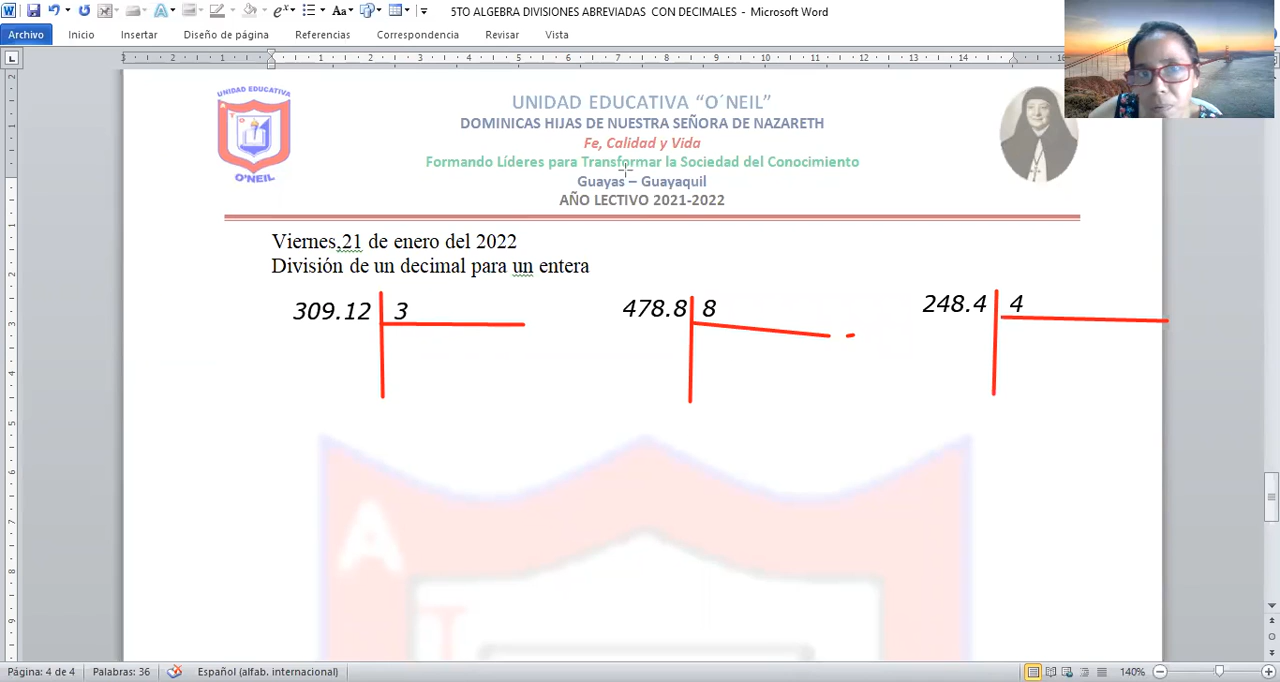 5TO ALGEBRA DIVISIONES ABREVIADAS CON DECIMALES - Microsoft Word
Archivo Inicio Insertar Diseño de página Referencias Correspondencia Revisar Vista
UNIDAD EDUCATIVA
O'NEIL
UNIDAD EDUCATIVA “O´NEIL”
DOMINICAS HIJAS DE NUESTRA SEÑORA DE NAZARETH
Fe, Calidad y Vida
Formando Líderes para Transformar la Sociedad del Conocimiento
Guayas – Guayaquil
AÑO LECTIVO 2021-2022
Viernes,21 de enero del 2022
División de un decimal para un entera
309.12 3 478.8 8 248.4 4
A
T
Página: 4 de 4 Palabras: 36 Español (alfab. internacional) 140%